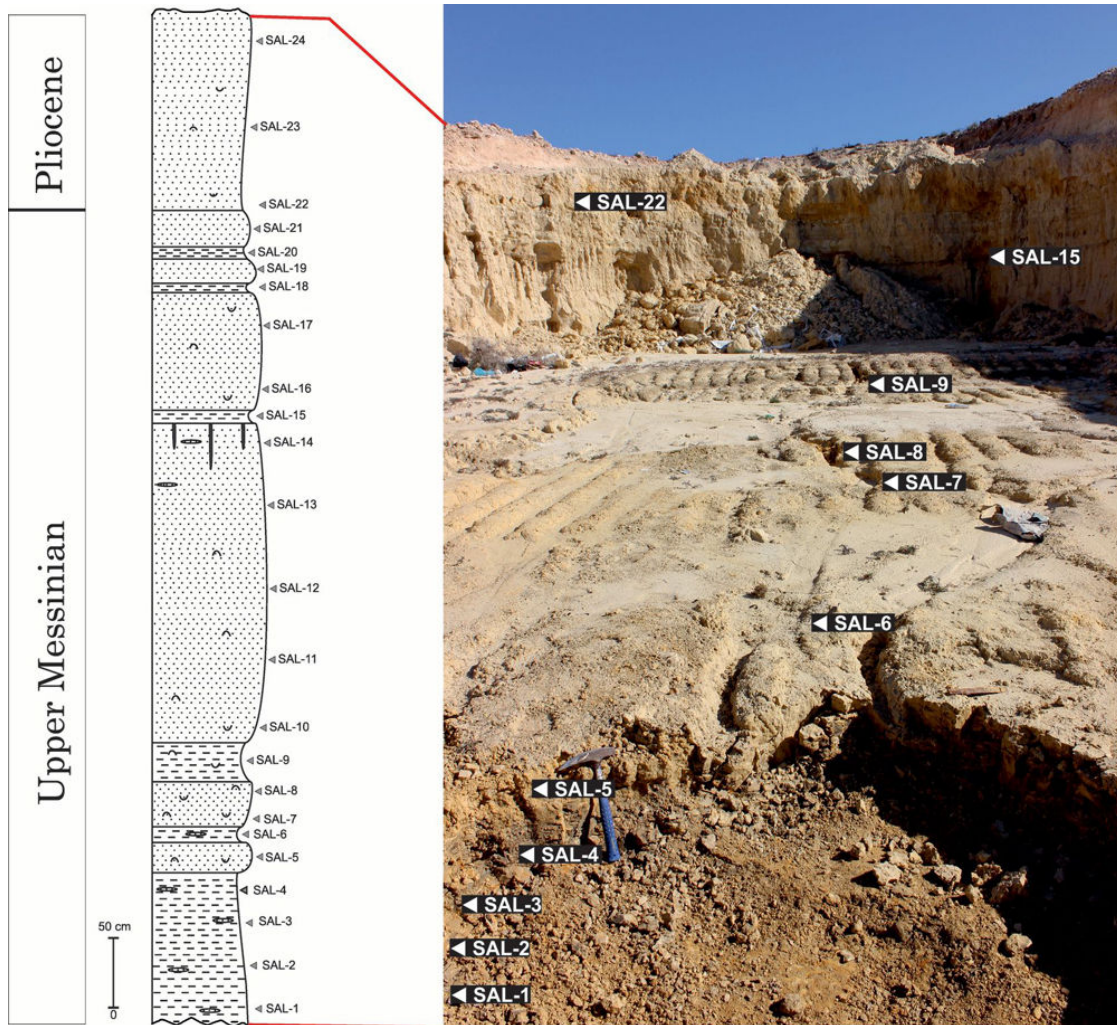 Pliocene
Upper Messinian
SAL-24
SAL-23
SAL-22
SAL-21
SAL-20
SAL-19
SAL-18
SAL-17
SAL-16
SAL-15
SAL-14
SAL-13
SAL-12
SAL-11
SAL-10
SAL-9
SAL-8
SAL-7
SAL-6
SAL-5
SAL-4
SAL-3
SAL-2
SAL-1
50 cm
0
SAL-22
SAL-15
SAL-9
SAL-8
SAL-7
SAL-6
SAL-5
SAL-4
SAL-3
SAL-2
SAL-1